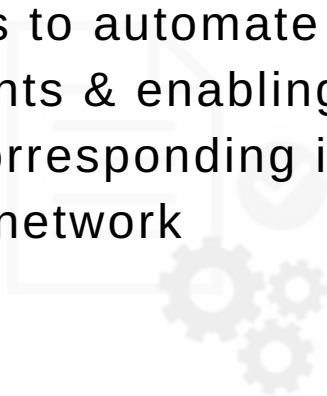 s to automate
nts & enabling
orresponding i
network